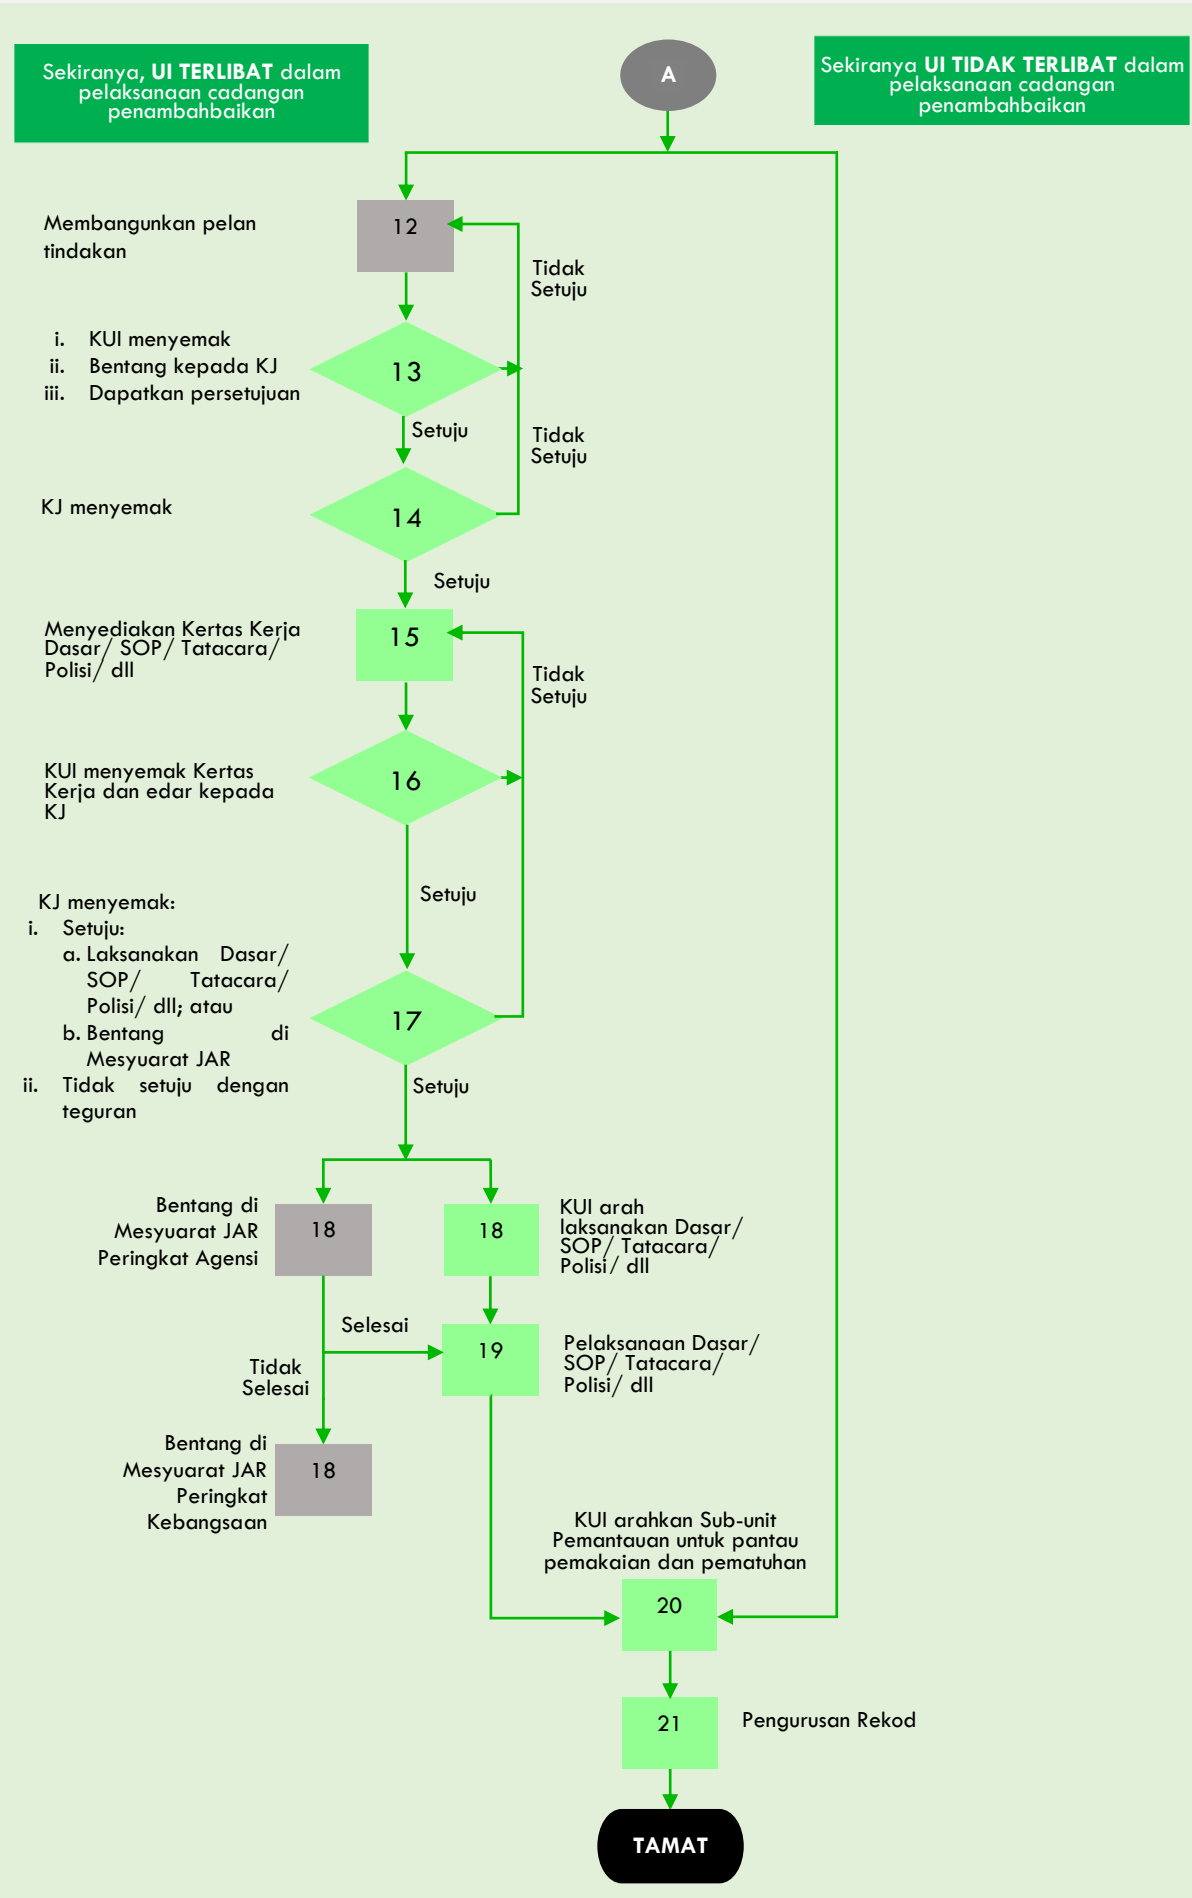 Sekiranya, UI TERLIBAT dalam
pelaksanaan cadangan
penambahbaikan
A
Sekiranya UI TIDAK TERLIBAT dalam
pelaksanaan cadangan
penambahbaikan
Membangunkan pelan
tindakan
12
Tidak
Setuju
i. KUI menyemak
ii. Bentang kepada KJ
iii. Dapatkan persetujuan
13
Setuju
Tidak
Setuju
KJ menyemak
14
Setuju
Menyediakan Kertas Kerja
Dasar/ SOP/ Tatacara/
Polisi/ dll
15
Tidak
Setuju
KUI menyemak Kertas
Kerja dan edar kepada
KJ
16
Setuju
KJ menyemak:
i. Setuju:
a. Laksanakan Dasar/
SOP/ Tatacara/
Polisi/ dll; atau
b. Bentang di
Mesyuarat JAR
ii. Tidak setuju dengan
teguran
17
Setuju
Bentang di
Mesyuarat JAR
Peringkat Agensi
18
18
KUI arah
laksanakan Dasar/
SOP/ Tatacara/
Polisi/ dll
Selesai
19
Pelaksanaan Dasar/
SOP/ Tatacara/
Polisi/ dll
Tidak
Selesai
Bentang di
Mesyuarat JAR
Peringkat
Kebangsaan
18
KUI arahkan Sub-unit
Pemantauan untuk pantau
pemakaian dan pematuhan
20
21
Pengurusan Rekod
TAMAT